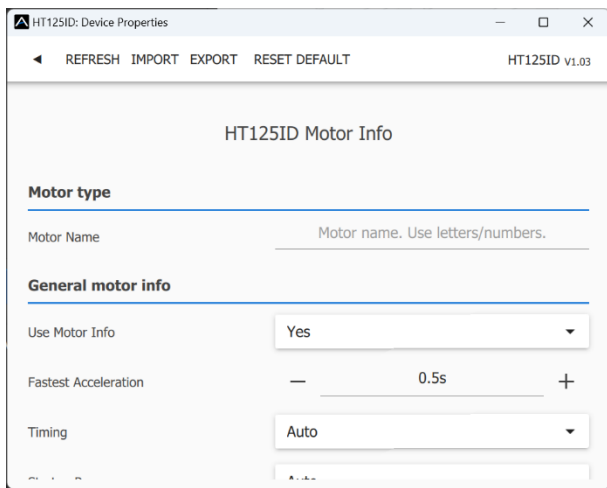 HT125ID: Device Properties
REFRESH IMPORT EXPORT RESET DEFAULT HT125ID V1.03
HT125ID Motor Info
Motor type
Motor Name Motor name. Use letters/numbers.
General motor info
Use Motor Info Yes
Fastest Acceleration — 0.5s +
Timing Auto
Auto